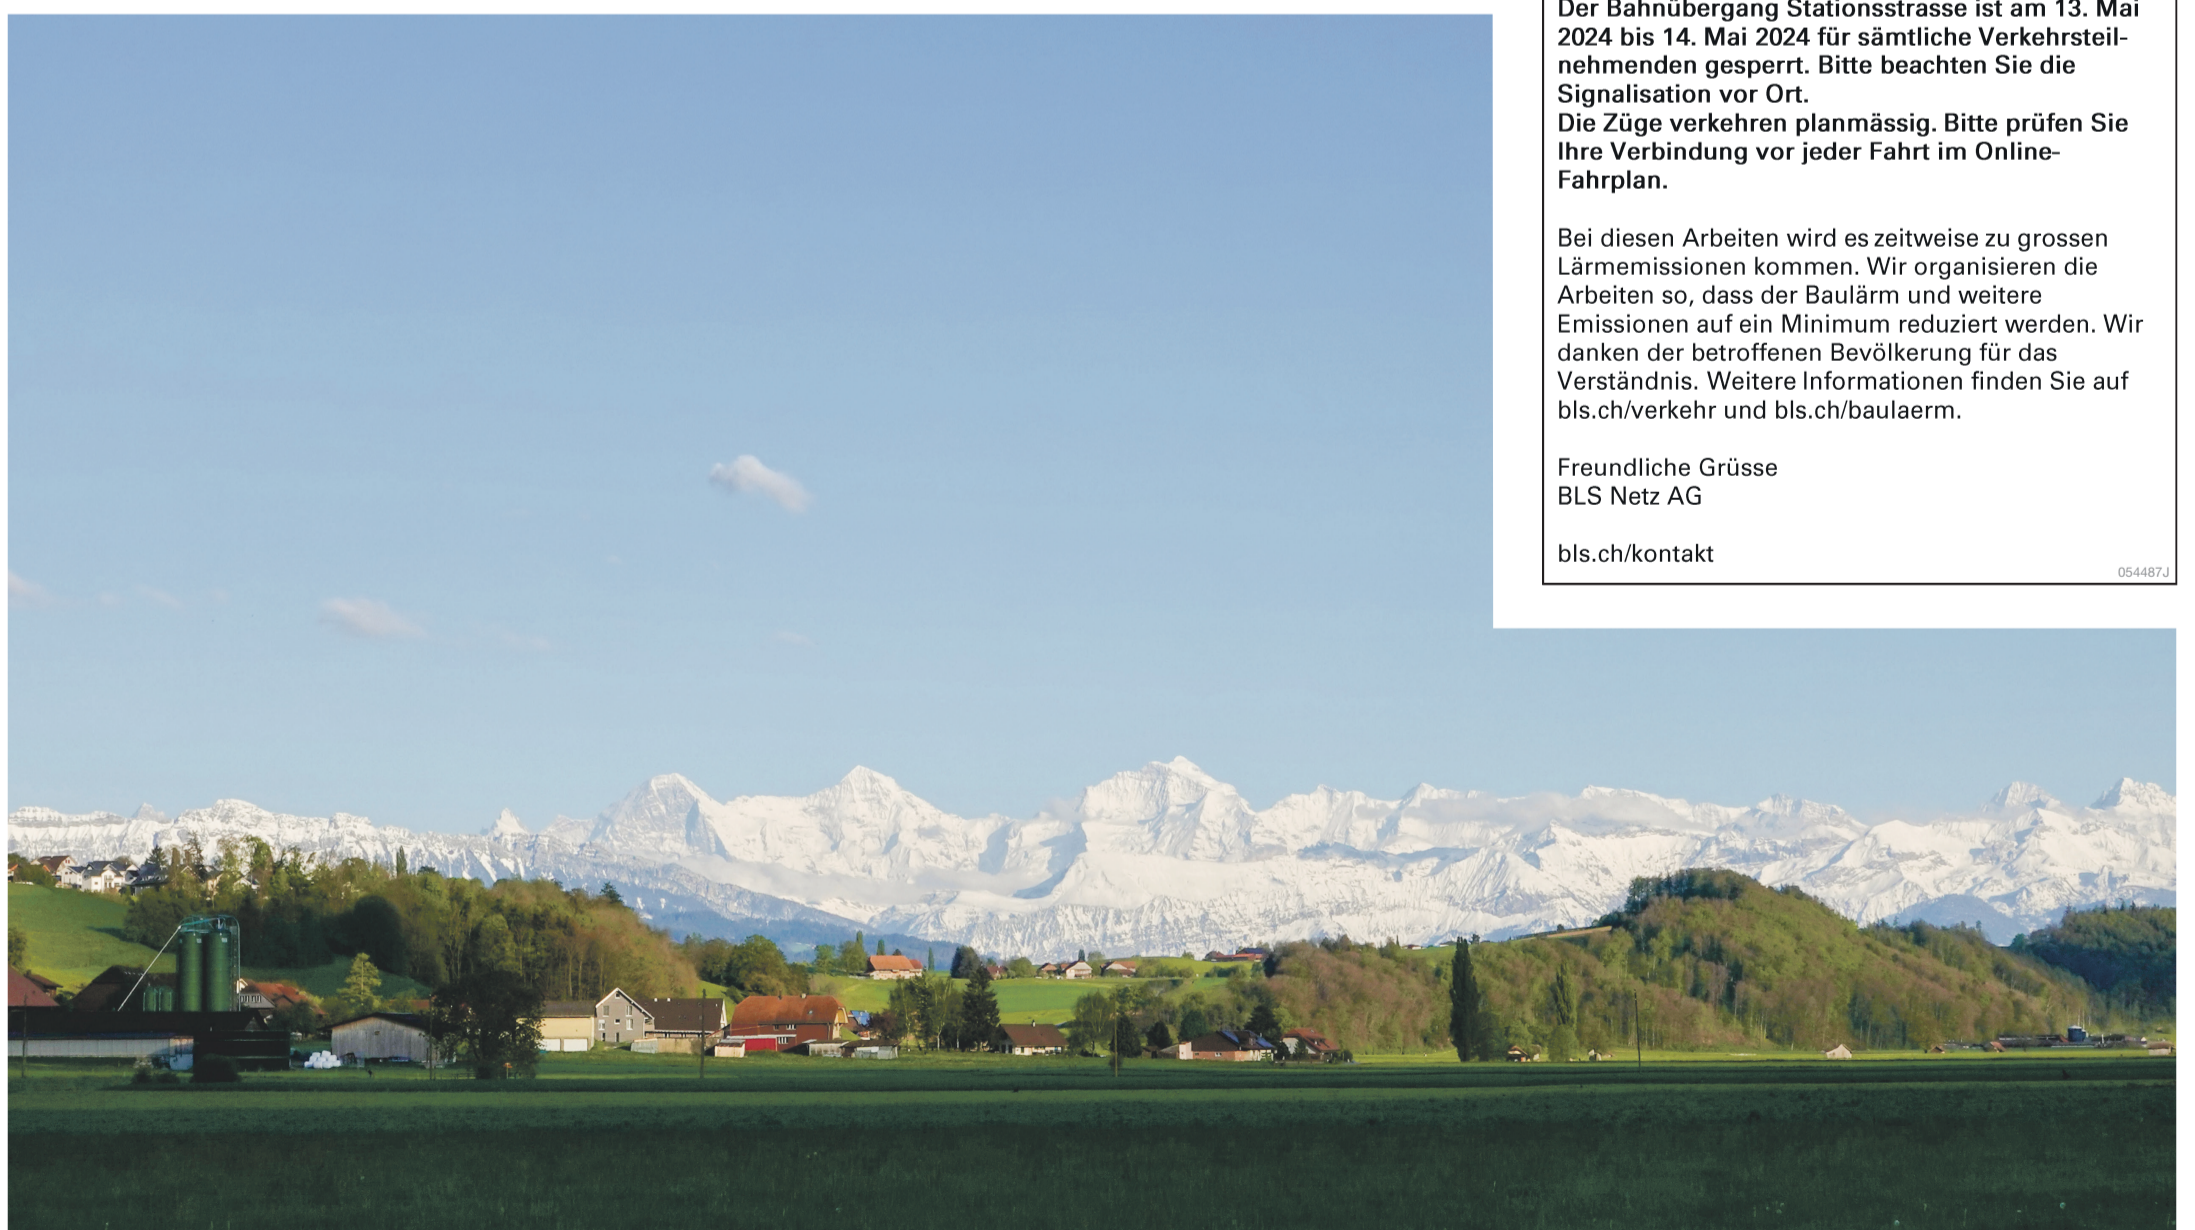 Der Bahnübergang Stationsstrasse ist am 13. Mai
2024 bis 14. Mai 2024 für sämtliche Verkehrsteil-
nehmenden gesperrt. Bitte beachten Sie die
Signalisation vor Ort.
Die Züge verkehren planmässig. Bitte prüfen Sie
Ihre Verbindung vor jeder Fahrt im Online-
Fahrplan.
Bei diesen Arbeiten wird es zeitweise zu grossen
Lärmemissionen kommen. Wir organisieren die
Arbeiten so, dass der Baulärm und weitere
Emissionen auf ein Minimum reduziert werden. Wir
danken der betroffenen Bevölkerung für das
Verständnis. Weitere Informationen finden Sie auf
bls.ch/verkehr und bls.ch/baulaerm.
Freundliche Grüsse
BLS Netz AG
bls.ch/kontakt
054487J